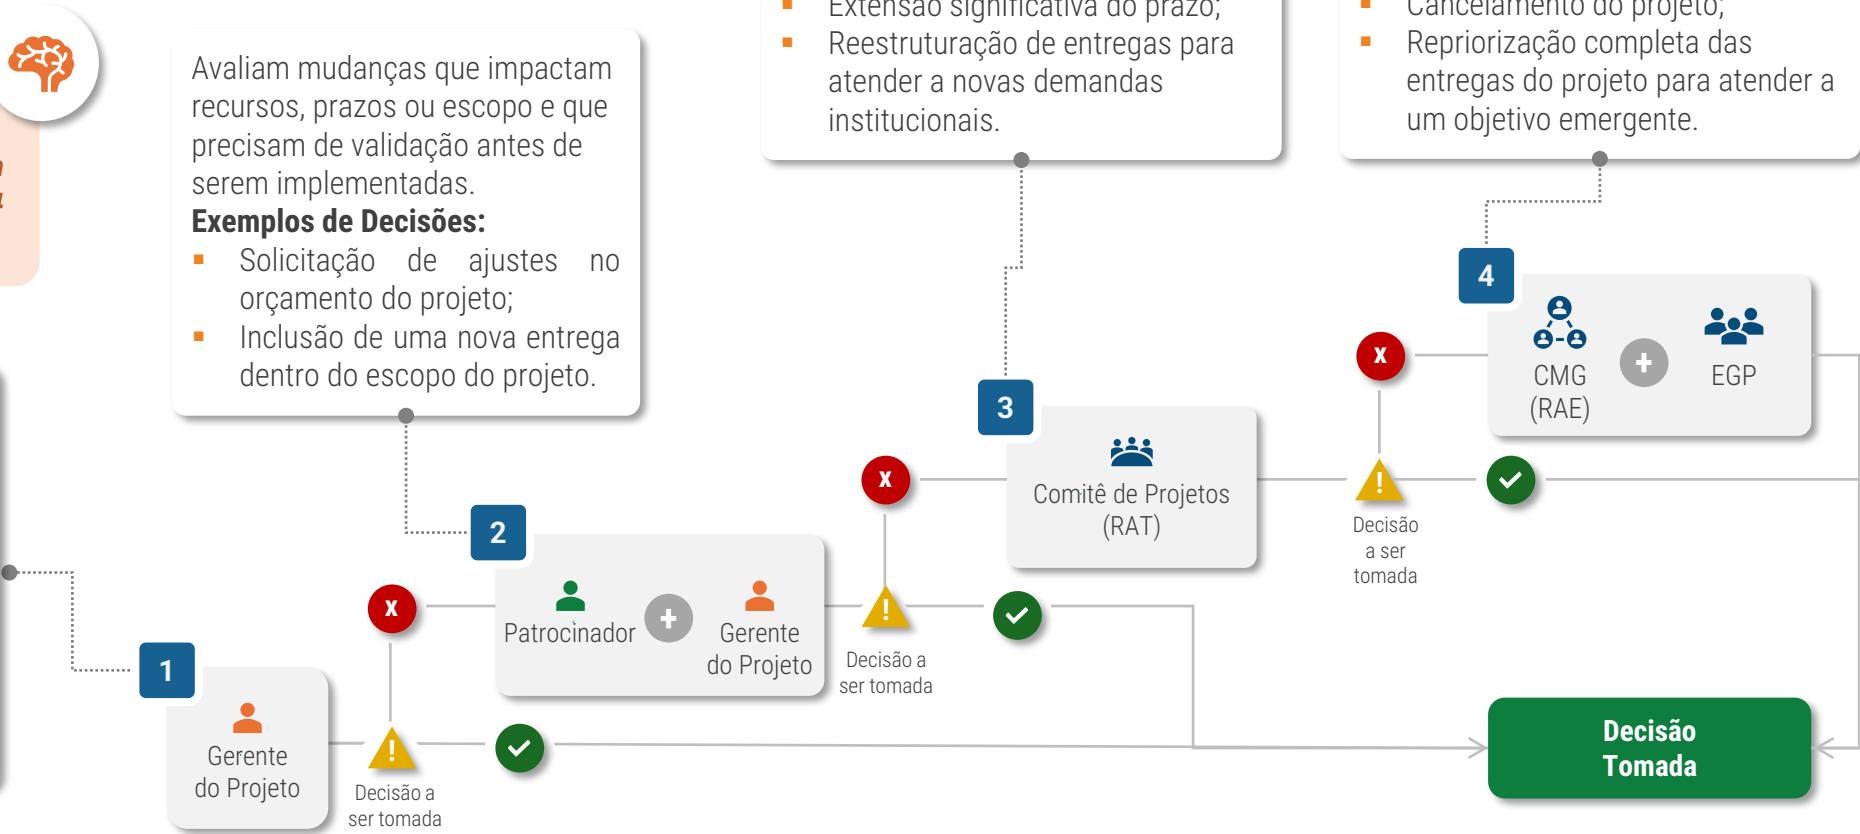 Avaliam mudanças que impactam
recursos, prazos ou escopo e que
precisam de validação antes de
serem implementadas.
Exemplos de Decisões:
▪ Solicitação de ajustes no
orçamento do projeto;
▪ Inclusão de uma nova entrega
dentro do escopo do projeto.
▪ Extensão significativa do prazo;
▪ Reestruturação de entregas para
atender a novas demandas
institucionais.
▪ Cancelamento do projeto;
▪ Repriorização completa das
entregas do projeto para atender a
um objetivo emergente.
4
CMG
(RAE)
+
EGP
X
!
Decisão
a ser
tomada
3
Comitê de Projetos
(RAT)
X
!
Decisão a
ser tomada
2
Patrocinador
+
Gerente
do Projeto
X
!
Decisão a
ser tomada
1
Gerente
do Projeto
Decisão
Tomada